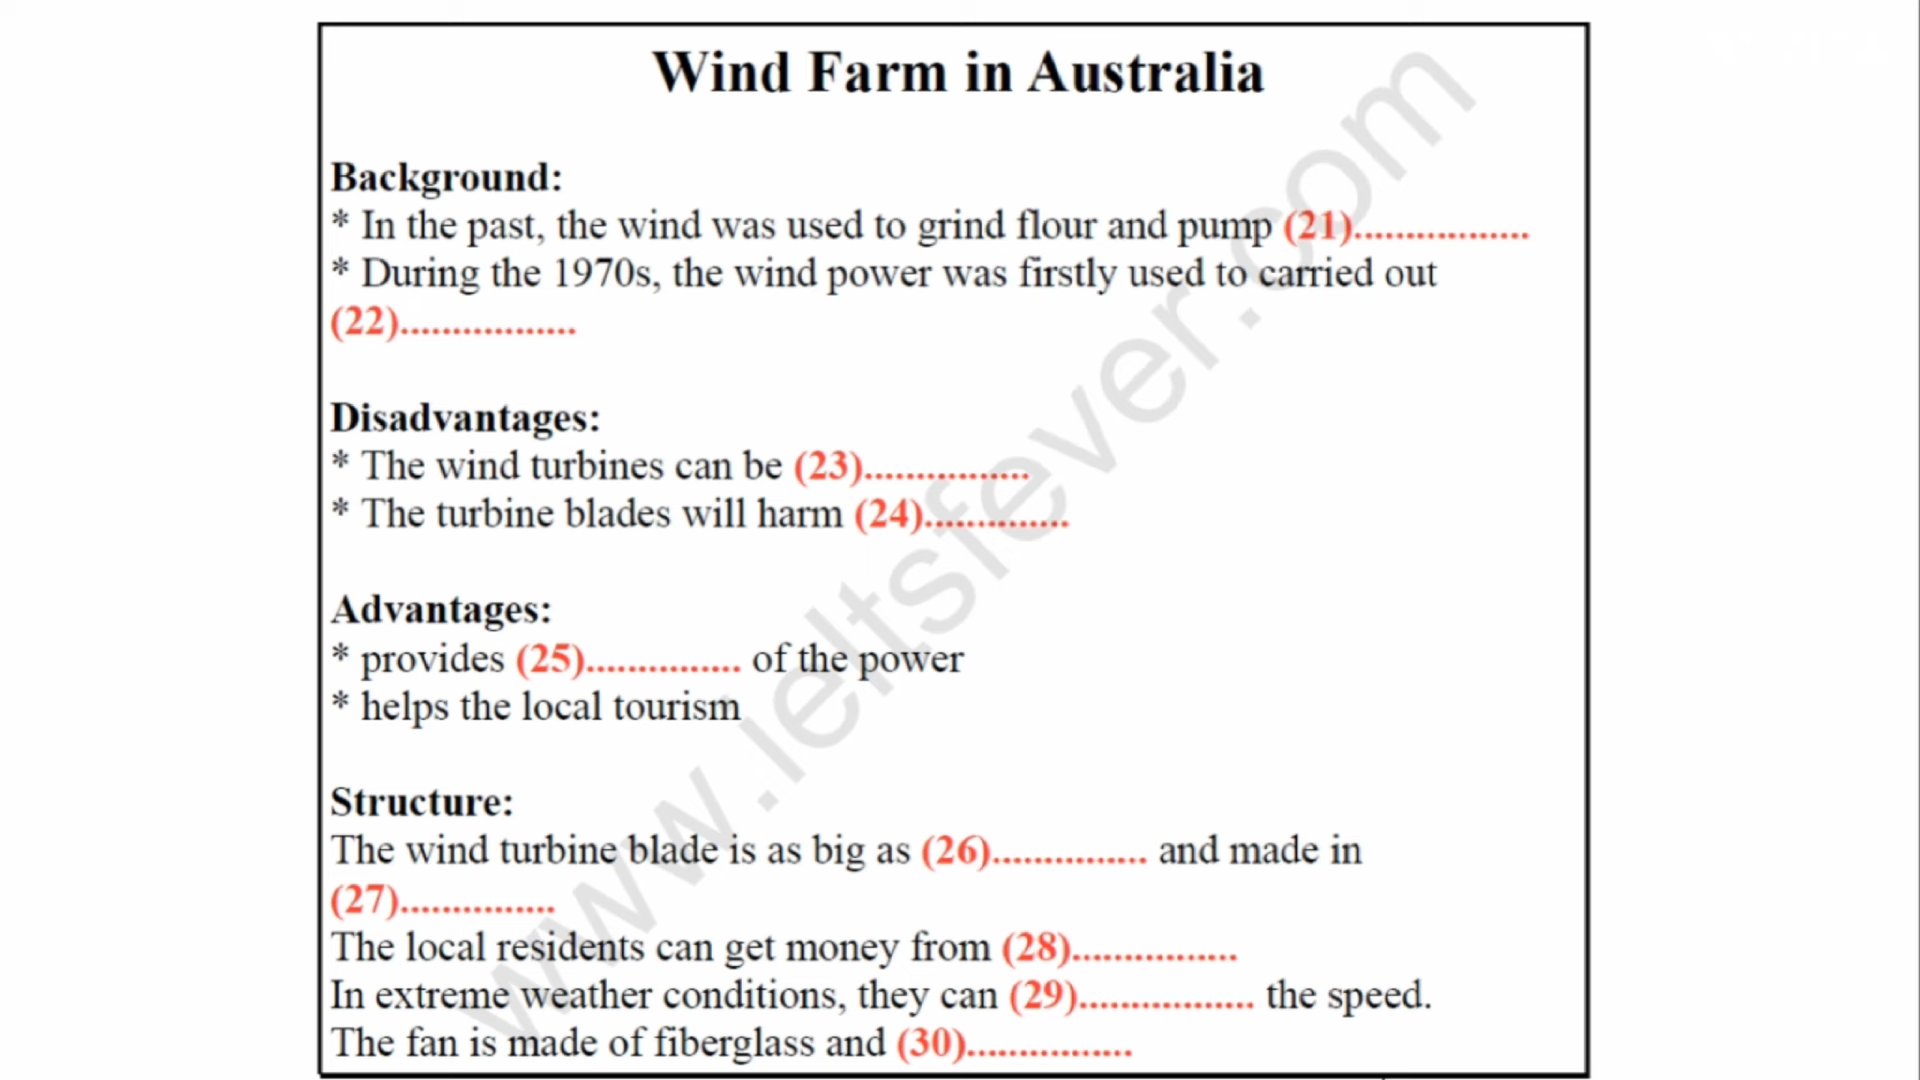 Wind Farm in Australia
Background:
* In the past, the wind was used to grind flour and pump (21).................
* During the 1970s, the wind power was firstly used to carried out
(22).................
Disadvantages:
* The wind turbines can be (23)................
* The turbine blades will harm (24)..............
Advantages:
* provides (25)............... of the power
* helps the local tourism
Structure:
The wind turbine blade is as big as (26)............... and made in
(27)...............
The local residents can get money from (28)................
In extreme weather conditions, they can (29)................. the speed.
The fan is made of fiberglass and (30)................
www.ieltsfever.com